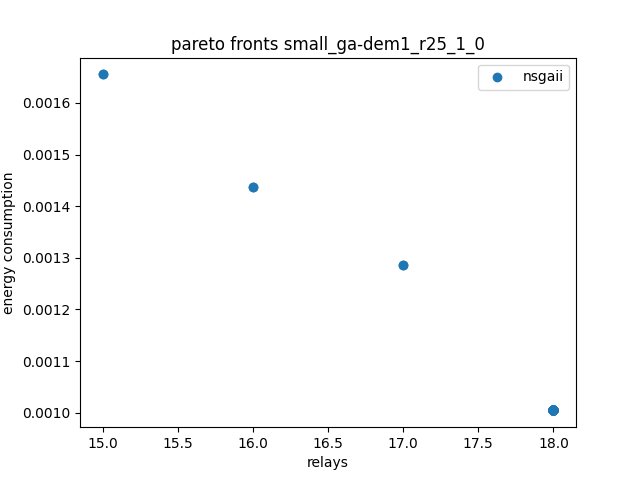 pareto fronts small_ga-dem1_r25_1_0
nsgaii
energy consumption
0.0016
0.0015
0.0014
0.0013
0.0012
0.0011
0.0010
15.0 15.5 16.0 16.5 17.0 17.5 18.0
relays